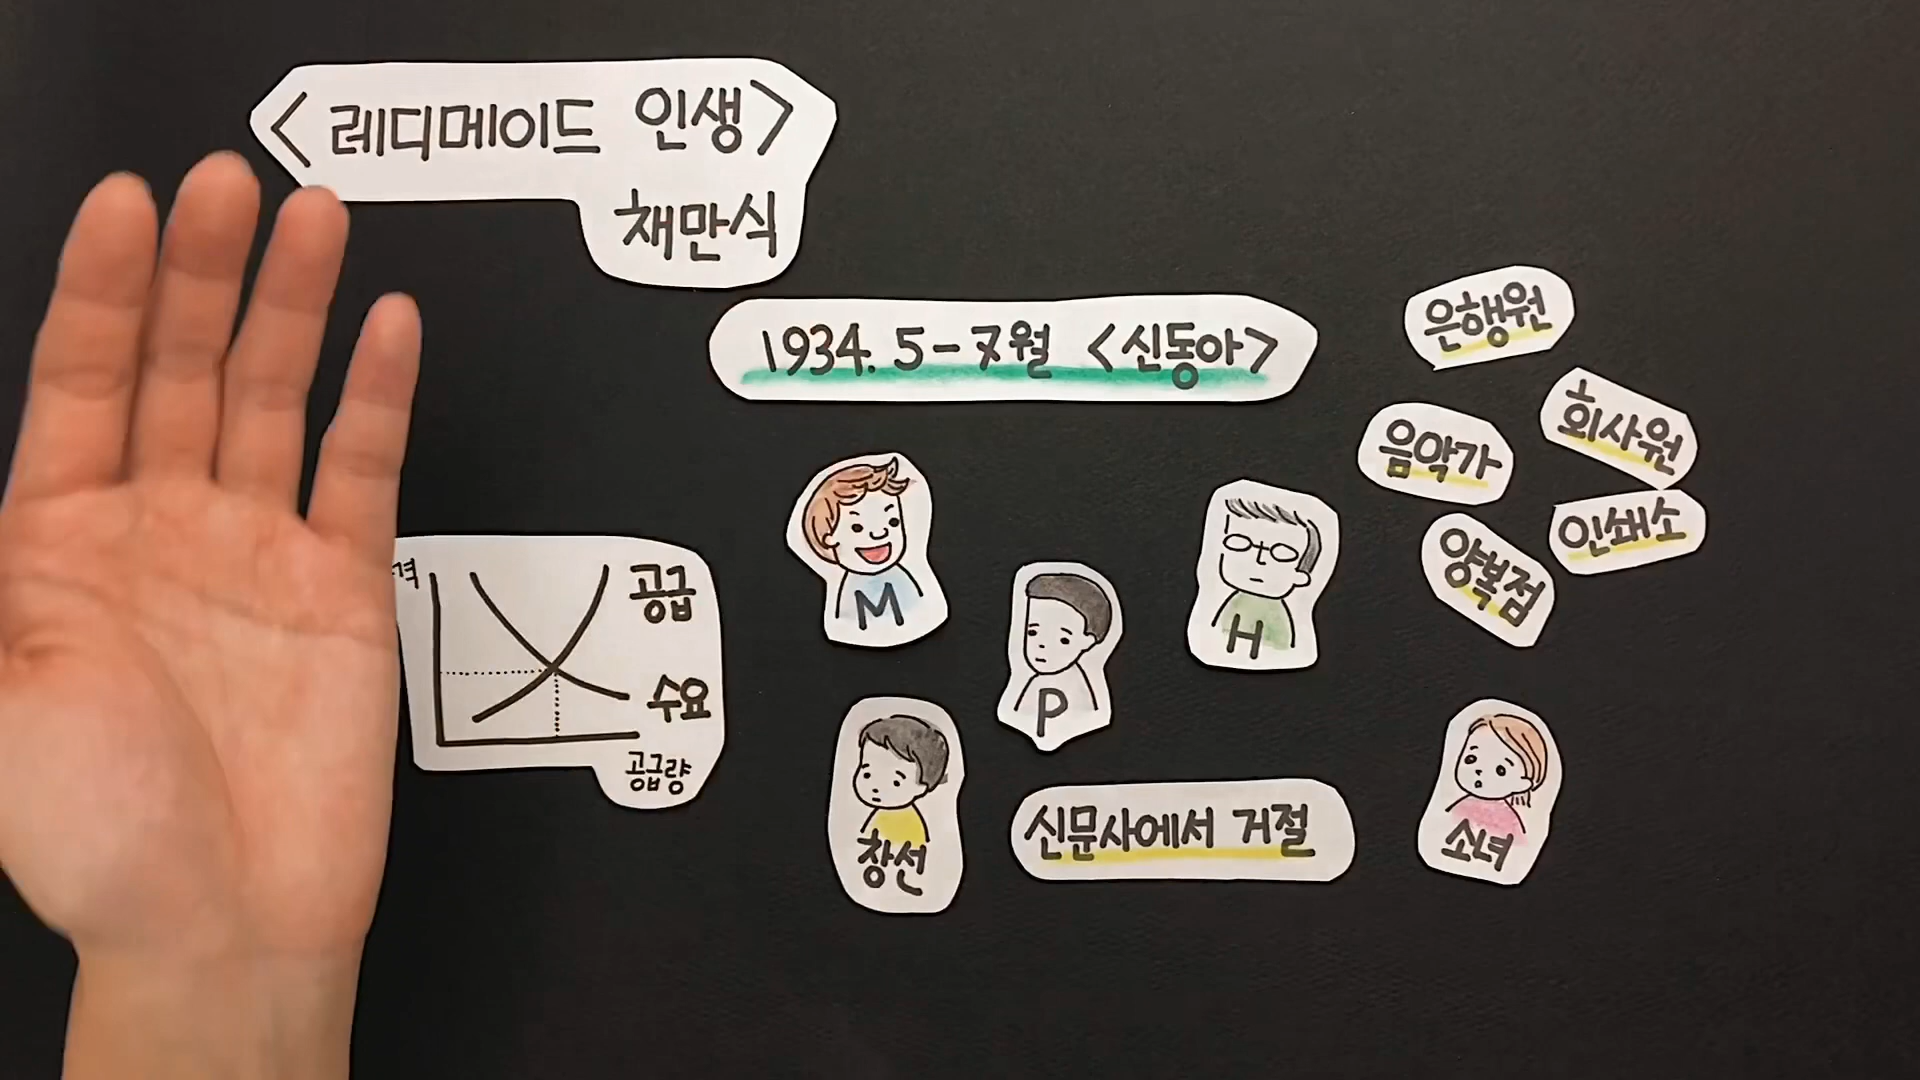 <레디메이드 인생>
채만식
1934. 5-7월 <신동아>
은행원
회사원
음악가
인쇄소
양복점
M
P
H
격
공급
수요
공급량
창선
신문사에서 거절
소녀